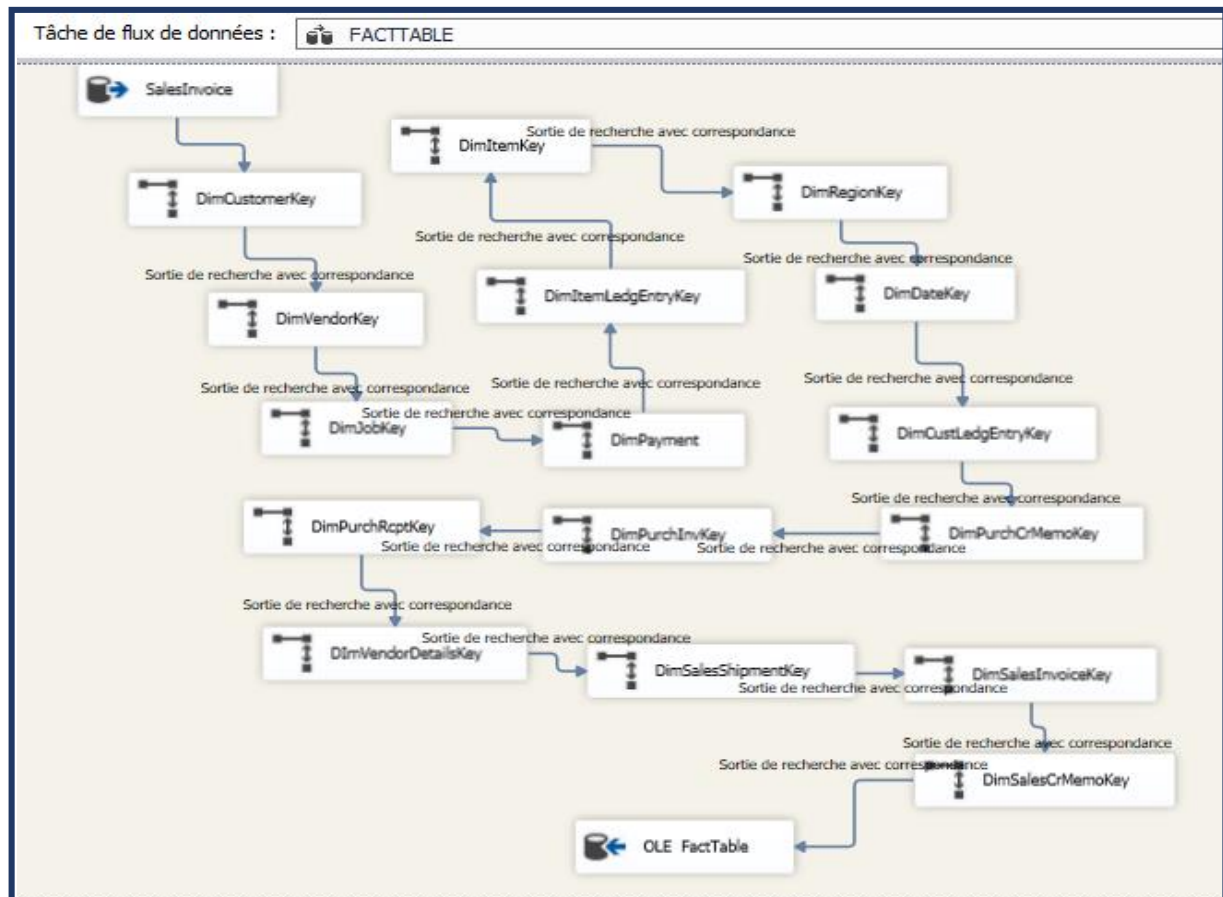 Tâche de flux de données :
FACTTABLE
SalesInvoice
DimCustomerKey
Sortie de recherche avec correspondance
DimVendorKey
Sortie de recherche avec correspondance
DimJobKey
Sortie de recherche avec correspondance
DimPayment
Sortie de recherche avec correspondance
DimItemLedgEntryKey
Sortie de recherche avec correspondance
DimItemKey
Sortie de recherche avec correspondance
DimRegionKey
Sortie de recherche avec correspondance
DimDateKey
Sortie de recherche avec correspondance
DimCustLedgEntryKey
Sortie de recherche avec correspondance
DimPurchCrMemoKey
Sortie de recherche avec correspondance
DimPurchInvKey
Sortie de recherche avec correspondance
DimPurchRcptKey
Sortie de recherche avec correspondance
DImVendorDetailsKey
Sortie de recherche avec correspondance
DimSalesShipmentKey
Sortie de recherche avec correspondance
DimSalesInvoiceKey
Sortie de recherche avec correspondance
DimSalesCrMemoKey
Sortie de recherche avec correspondance
OLE FactTable